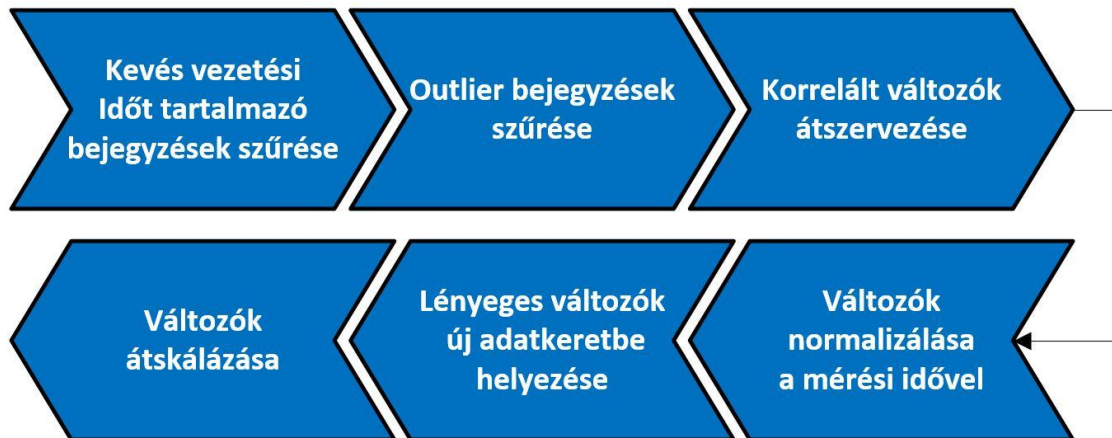 Kevés vezetési
Időt tartalmazó
bejegyzések szűrése
Outlier bejegyzések
szűrése
Korrelált változók
átszervezése
Változók
normalizálása
a mérési idővel
Lényeges változók
új adatkeretbe
helyezése
Változók
átskálázása